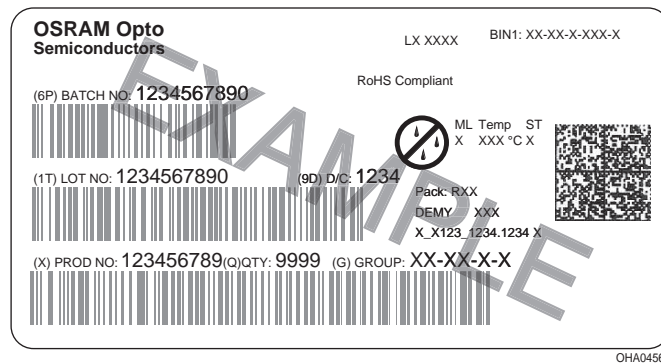 OSRAM Opto
Semiconductors
LX XXXX
BIN1: XX-XX-X-XXX-X
RoHS Compliant
(6P) BATCH NO: 1234567890
ML Temp ST
X XXX °C X
(1T) LOT NO: 1234567890 (9D) D/C: 1234
Pack: RXX
DEMY XXX
X_X123_1234.1234 X
(X) PROD NO: 123456789(Q)QTY: 9999 (G) GROUP: XX-XX-X-X
EXAMPLE
OHA04563